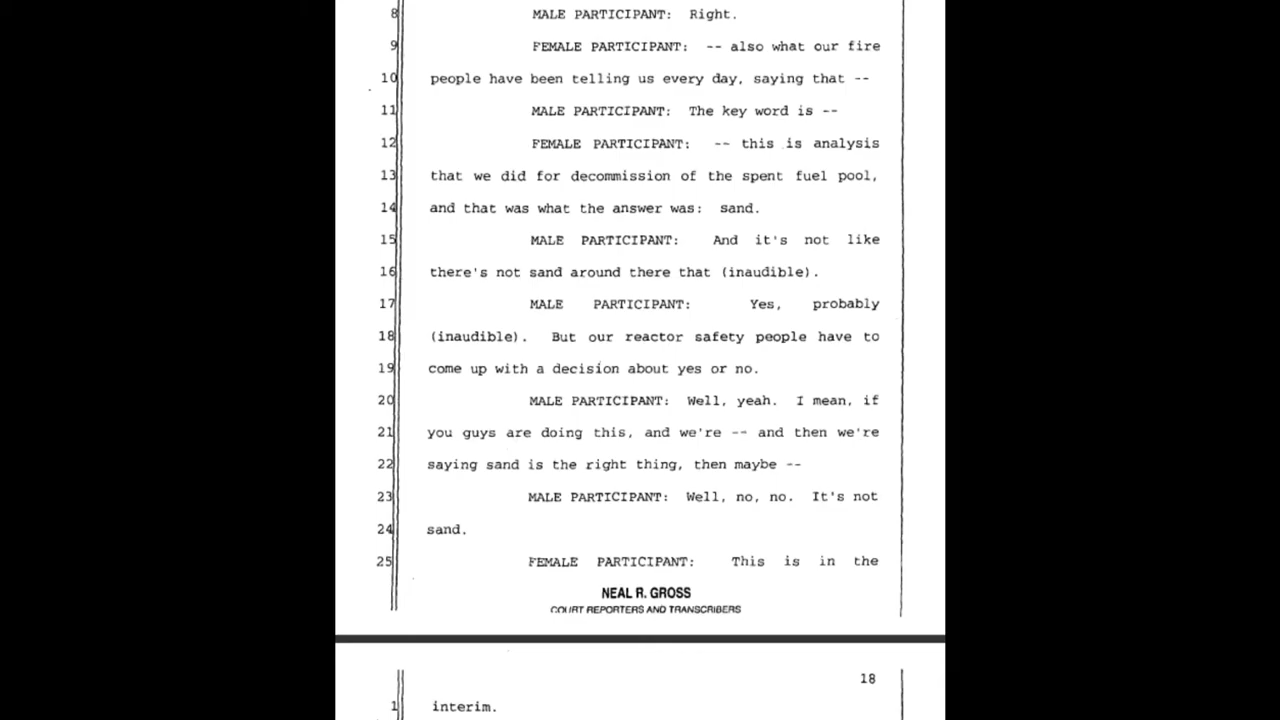 8 MALE PARTICIPANT: Right.
9 FEMALE PARTICIPANT: -- also what our fire
10 people have been telling us every day, saying that --
11 MALE PARTICIPANT: The key word is --
12 FEMALE PARTICIPANT: -- this is analysis
13 that we did for decommission of the spent fuel pool,
14 and that was what the answer was: sand.
15 MALE PARTICIPANT: And it's not like
16 there's not sand around there that (inaudible).
17 MALE PARTICIPANT: Yes, probably
18 (inaudible). But our reactor safety people have to
19 come up with a decision about yes or no.
20 MALE PARTICIPANT: Well, yeah. I mean, if
21 you guys are doing this, and we're -- and then we're
22 saying sand is the right thing, then maybe --
23 MALE PARTICIPANT: Well, no, no. It's not
24 sand.
25 FEMALE PARTICIPANT: This is in the
NEAL R. GROSS
COURT REPORTERS AND TRANSCRIBERS
18
1 interim.